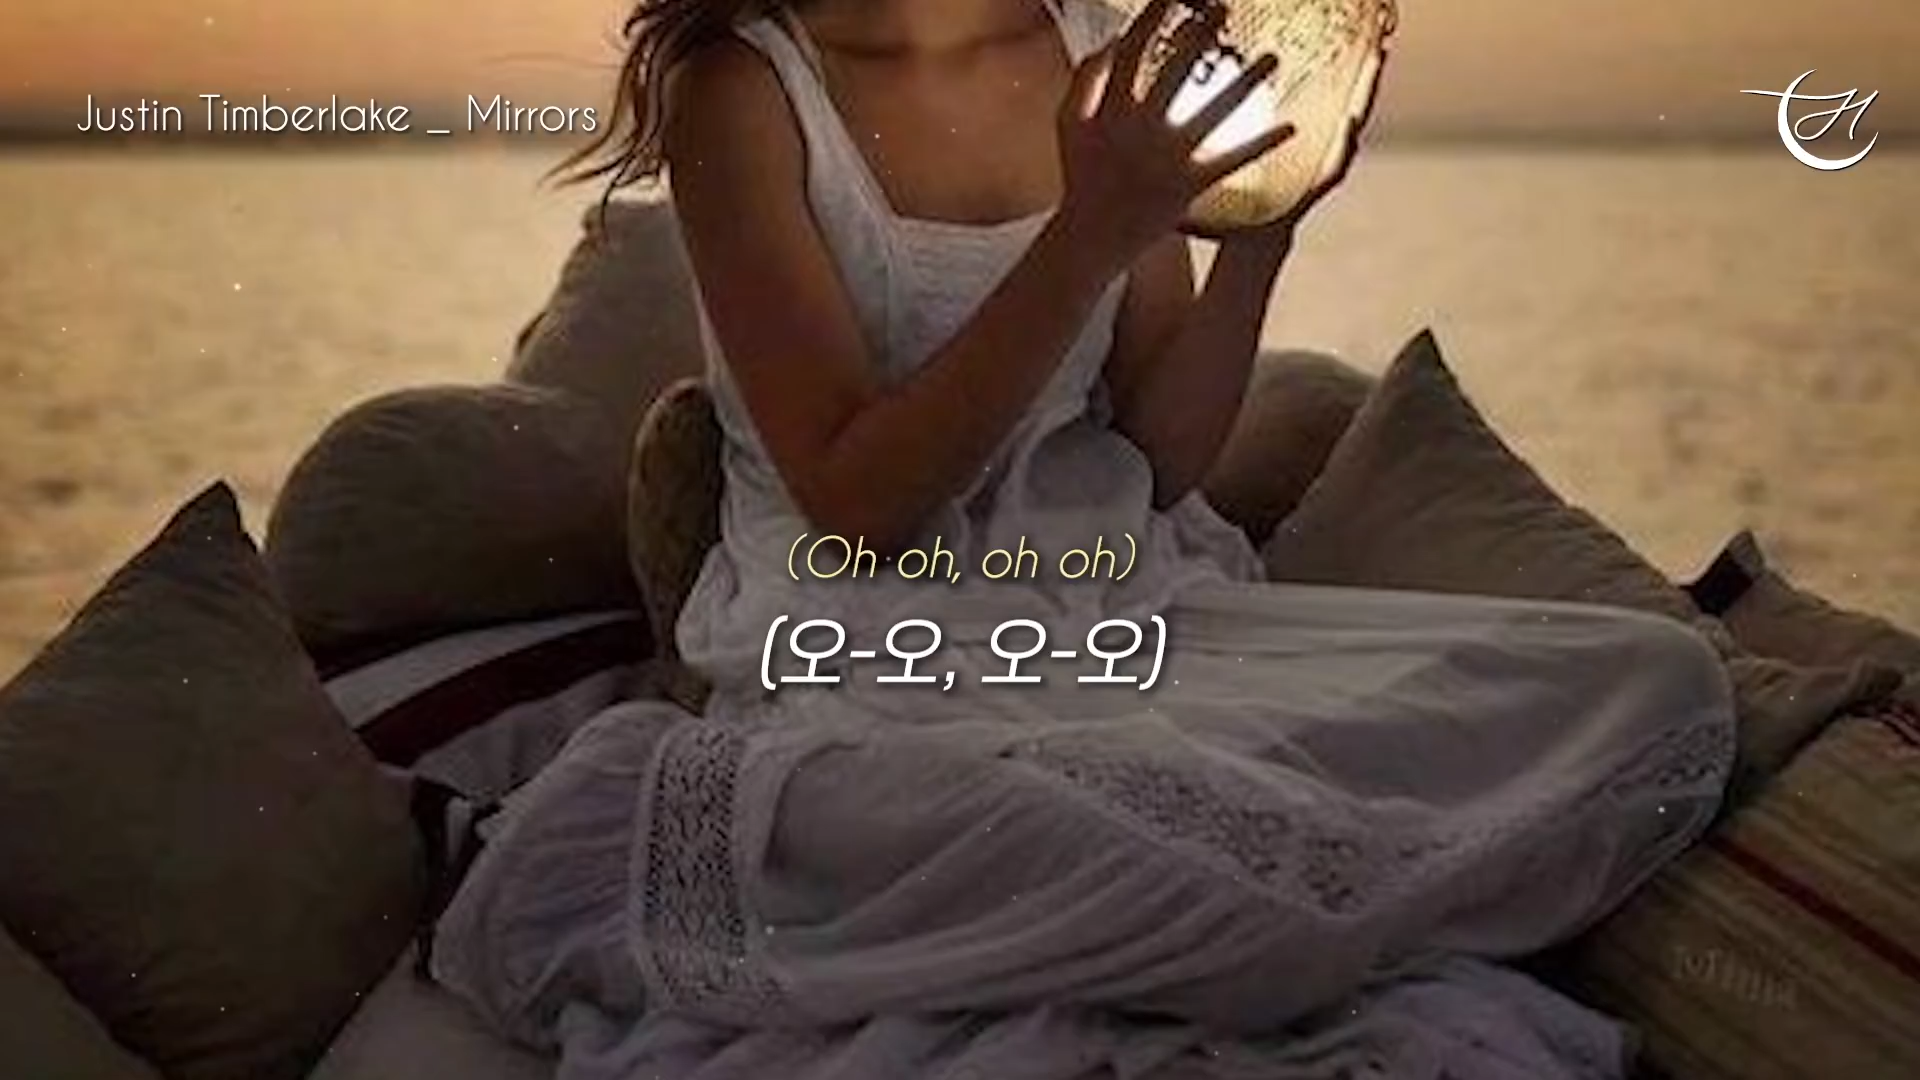 Justin Timberlake _ Mirrors
(Oh oh, oh oh)
(오-오, 오-오)